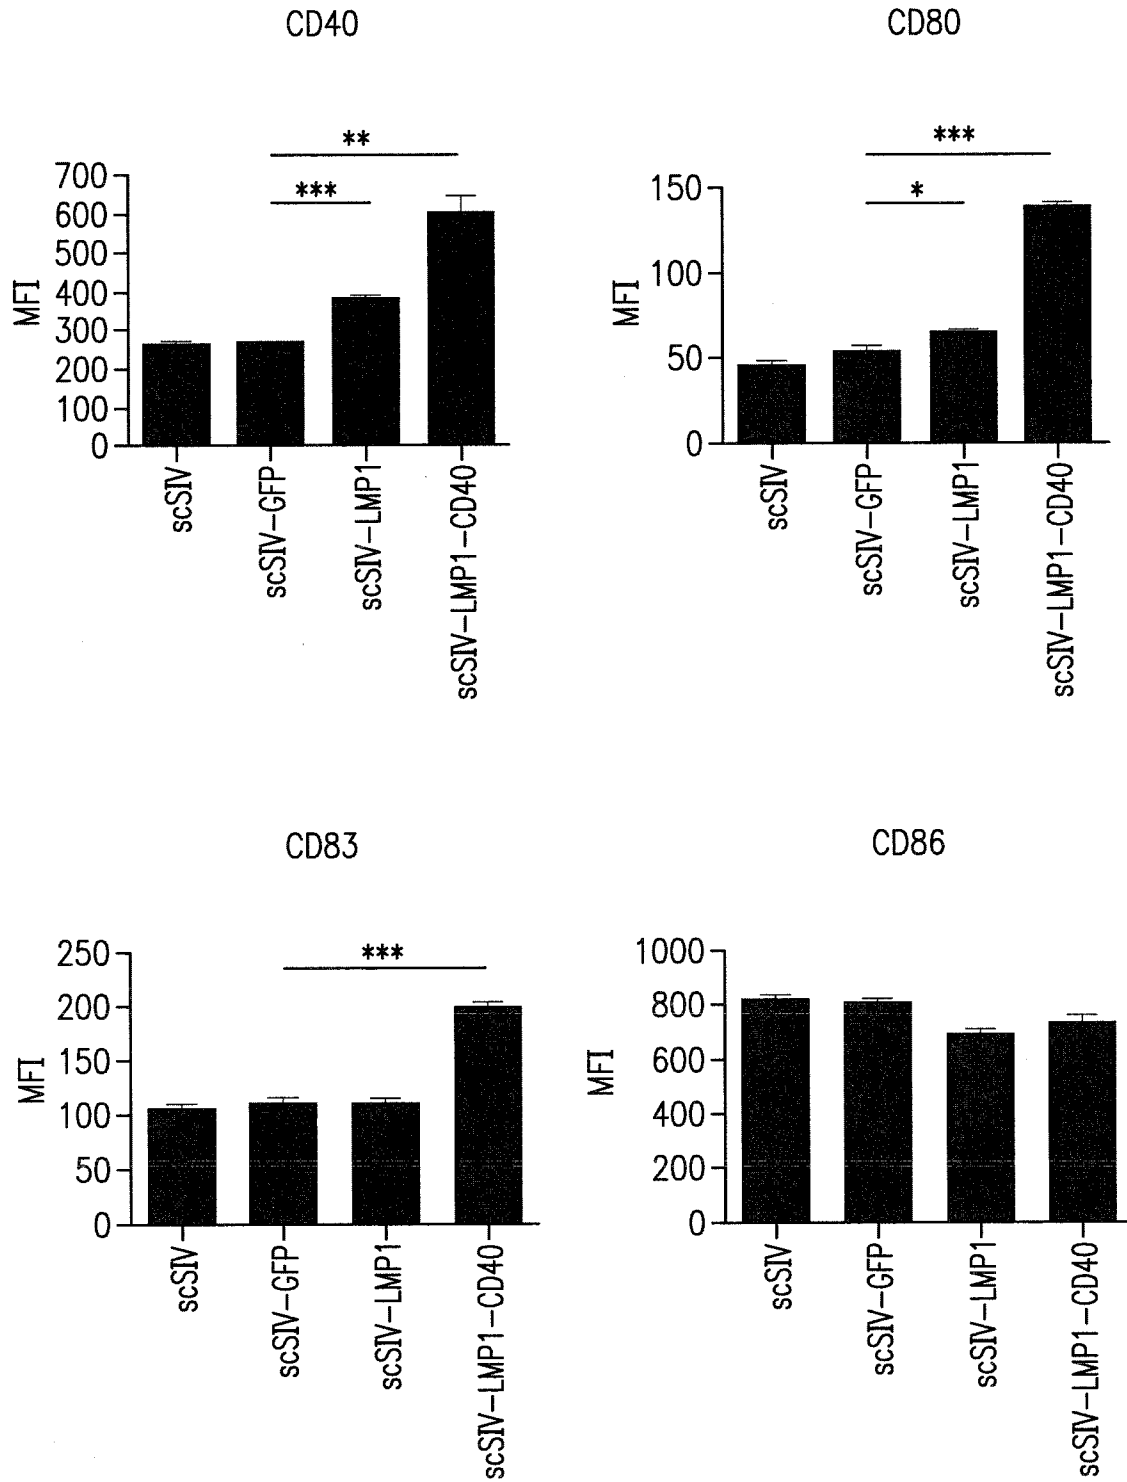 CD40
**
***
700
600
500
400
300
200
100
0
MFI
scSIV
scSIV-GFP
scSIV-LMP1
scSIV-LMP1-CD40
CD80
***
*
150
100
50
0
MFI
scSIV
scSIV-GFP
scSIV-LMP1
scSIV-LMP1-CD40
CD83
***
250
200
150
100
50
0
MFI
scSIV
scSIV-GFP
scSIV-LMP1
scSIV-LMP1-CD40
CD86
1000
800
600
400
200
0
MFI
scSIV
scSIV-GFP
scSIV-LMP1
scSIV-LMP1-CD40